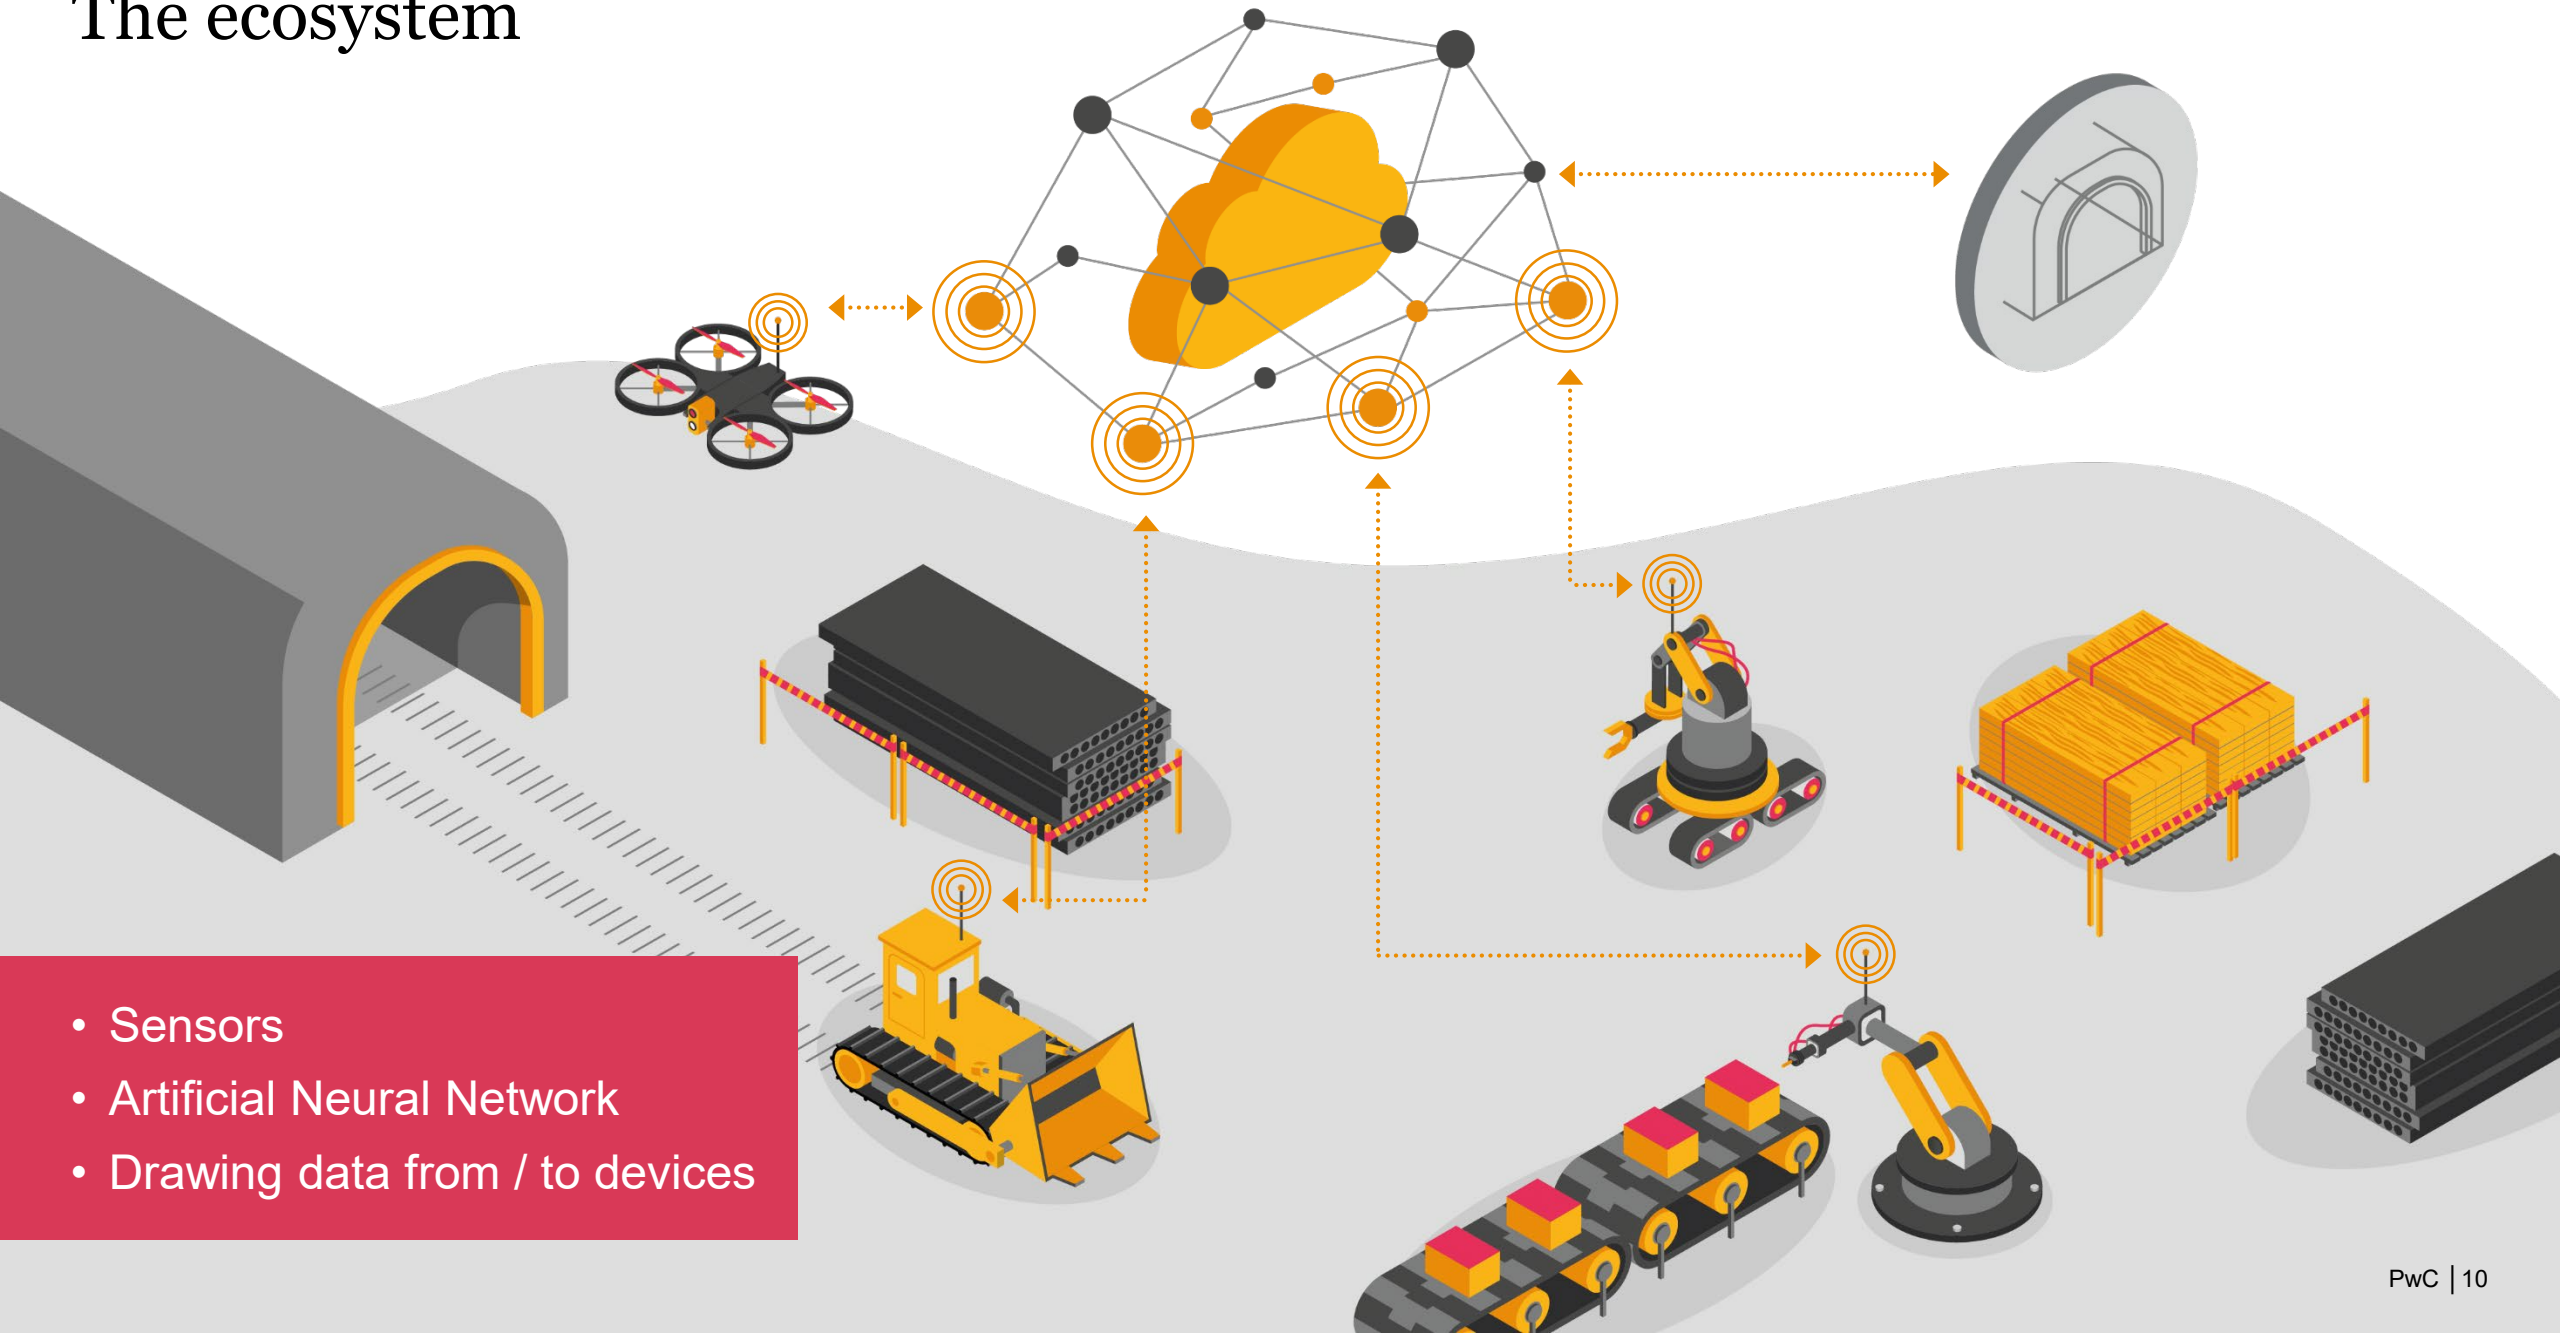 The ecosystem
• Sensors
• Artificial Neural Network
• Drawing data from / to devices
PwC | 10